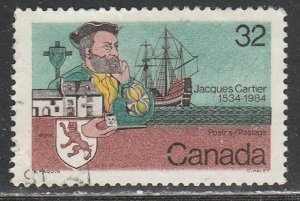 32
Jacques Cartier
1534-1984
Postes · Postage
Canada